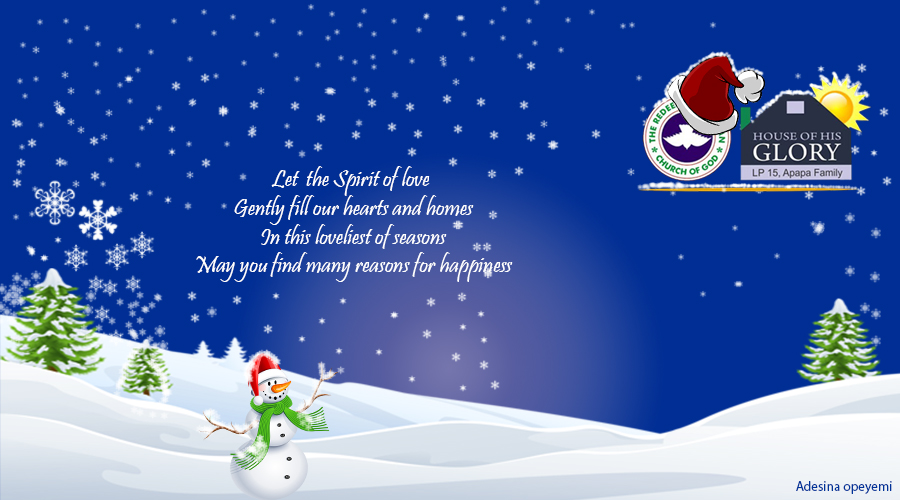 Let the Spirit of love
Gently fill our hearts and homes
In this loveliest of seasons
May you find many reasons for happiness
THE
CHURCH OF GOD
HOUSE OF HIS
GLORY
LP 15, Apapa Family
Adesina opeyemi